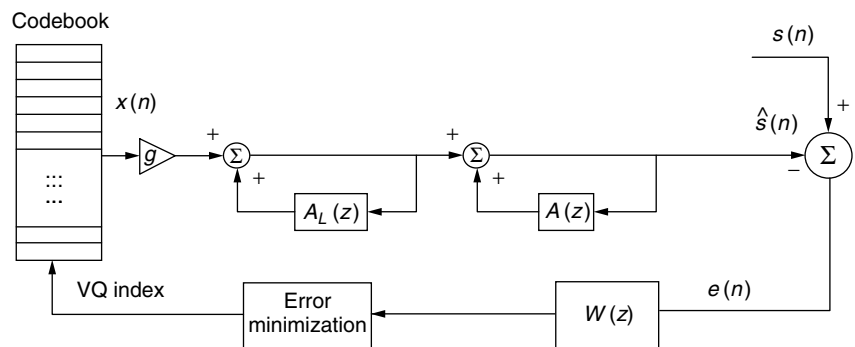 Codebook
s(n)
x(n)
+
ŝ(n)
+
+
g
Σ
Σ
Σ
+
+
−
:::
...
A_L(z)
A(z)
VQ index
Error
minimization
W(z)
e(n)